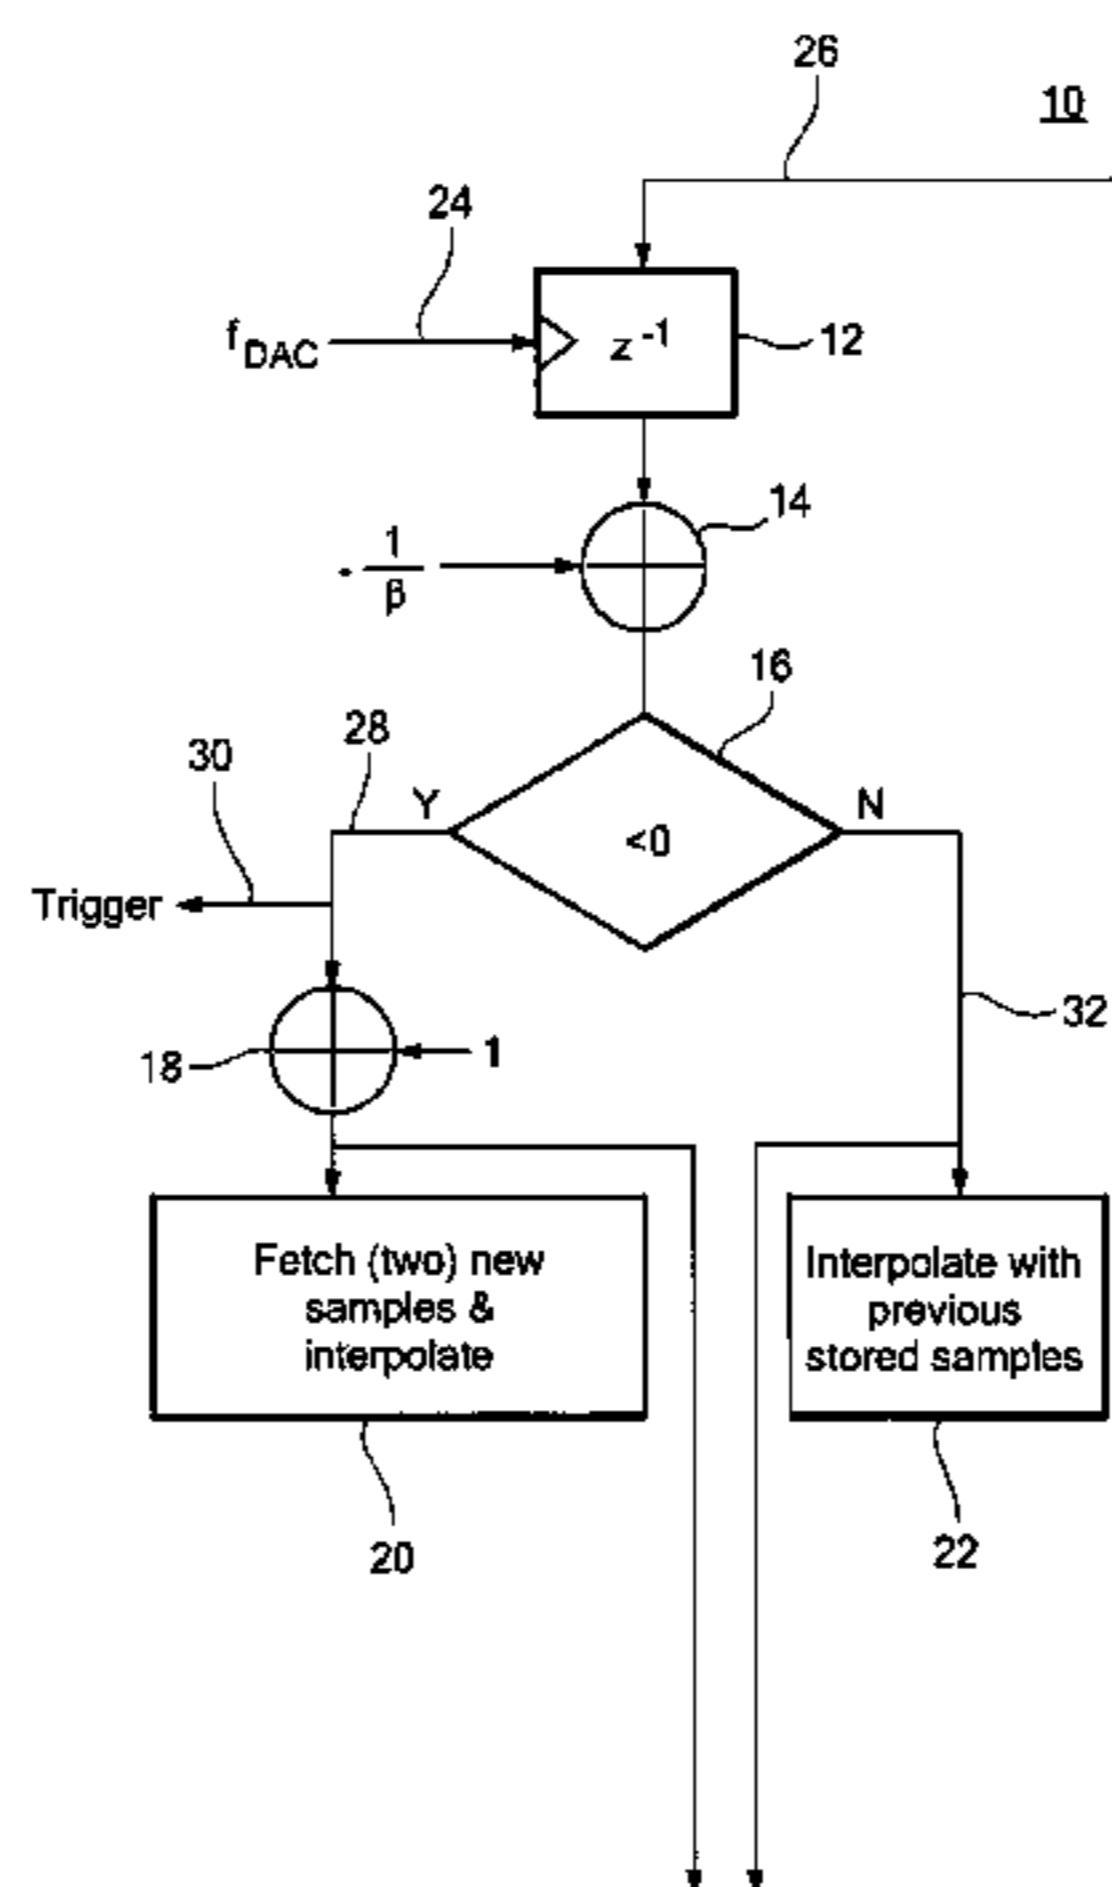 26
10
24
f DAC
z -1
12
14
- 1
β
16
28
30
Y
N
<0
Trigger
32
18
1
Fetch (two) new
samples &
interpolate
Interpolate with
previous
stored samples
20
22